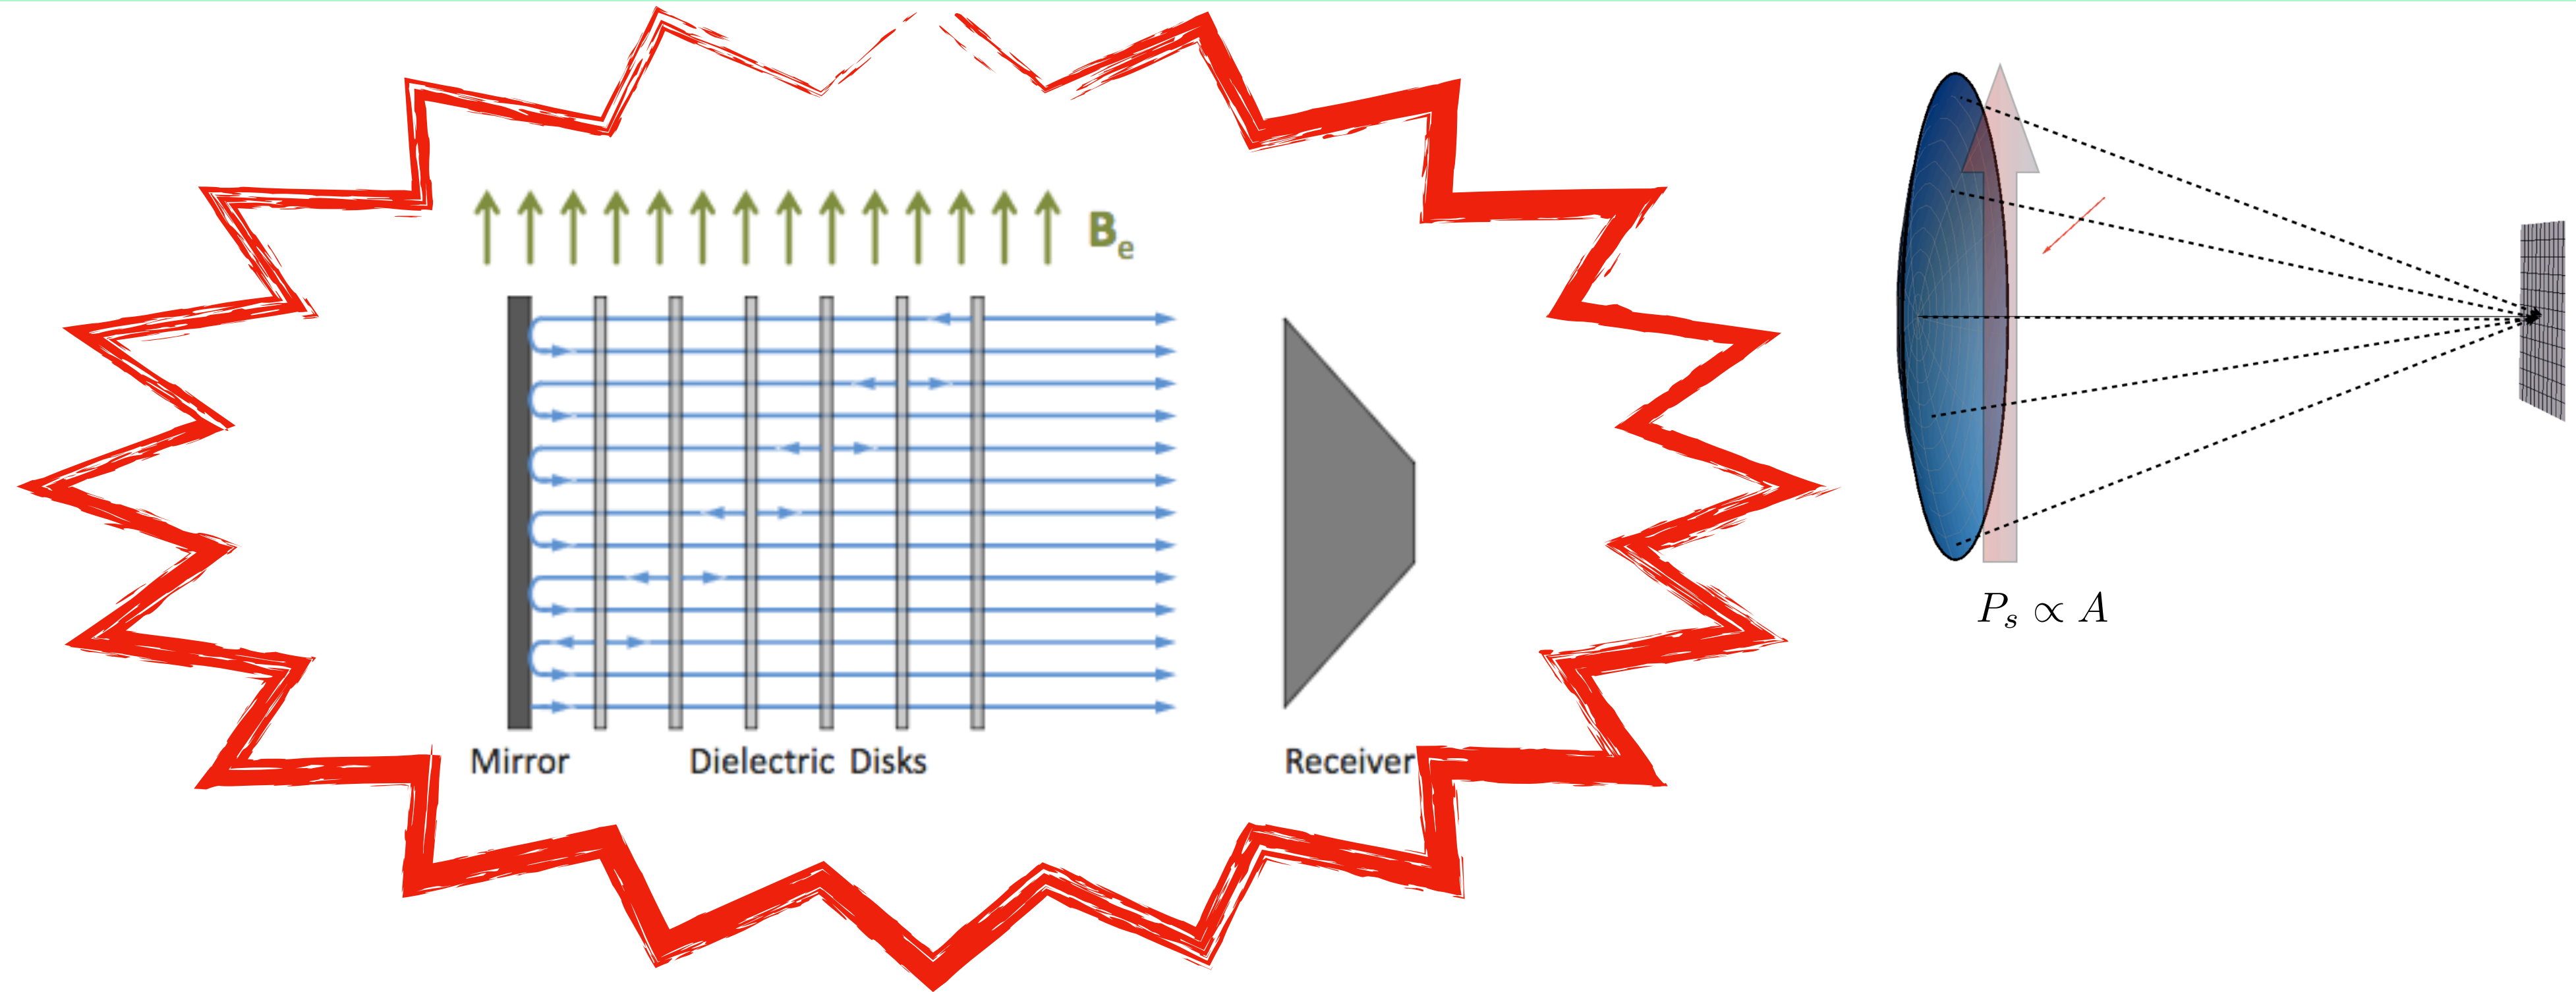 Bₑ
Mirror
Dielectric Disks
Receiver
Pₛ ∝ A